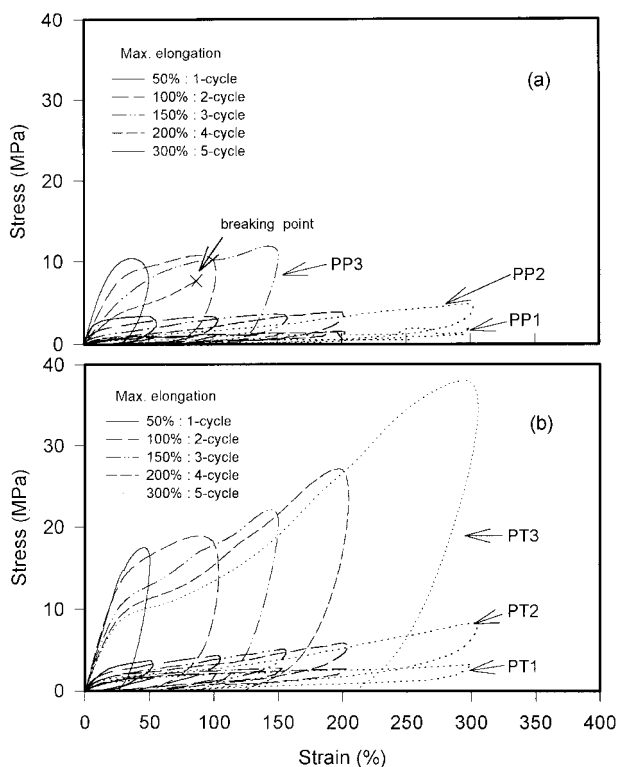 40
30
20
10
0
Stress (MPa)
Max. elongation
50% : 1-cycle
100% : 2-cycle
150% : 3-cycle
200% : 4-cycle
300% : 5-cycle
(a)
breaking point
PP3
PP2
PP1
40
30
20
10
0
Stress (MPa)
Max. elongation
50% : 1-cycle
100% : 2-cycle
150% : 3-cycle
200% : 4-cycle
300% : 5-cycle
(b)
PT3
PT2
PT1
0 50 100 150 200 250 300 350 400
Strain (%)